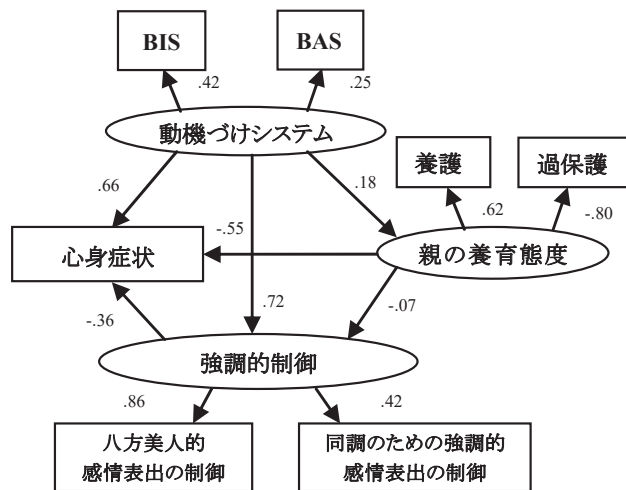 BIS
BAS
.42
.25
動機づけシステム
養護
過保護
.66
.18
.62
-.80
-.55
心身症状
親の養育態度
.72
-.07
-.36
強調的制御
.86
.42
八方美人的
感情表出の制御
同調のための強調的
感情表出の制御